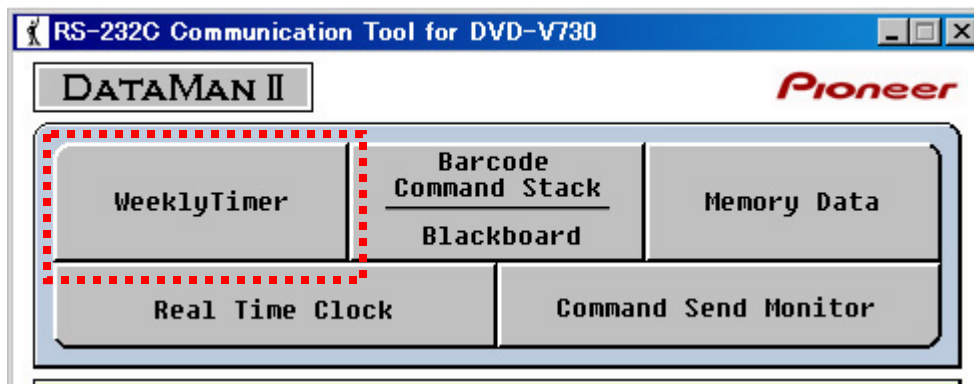 RS-232C Communication Tool for DVD-V730
DATAMAN II
Pioneer
WeeklyTimer
Barcode
Command Stack
Blackboard
Memory Data
Real Time Clock
Command Send Monitor